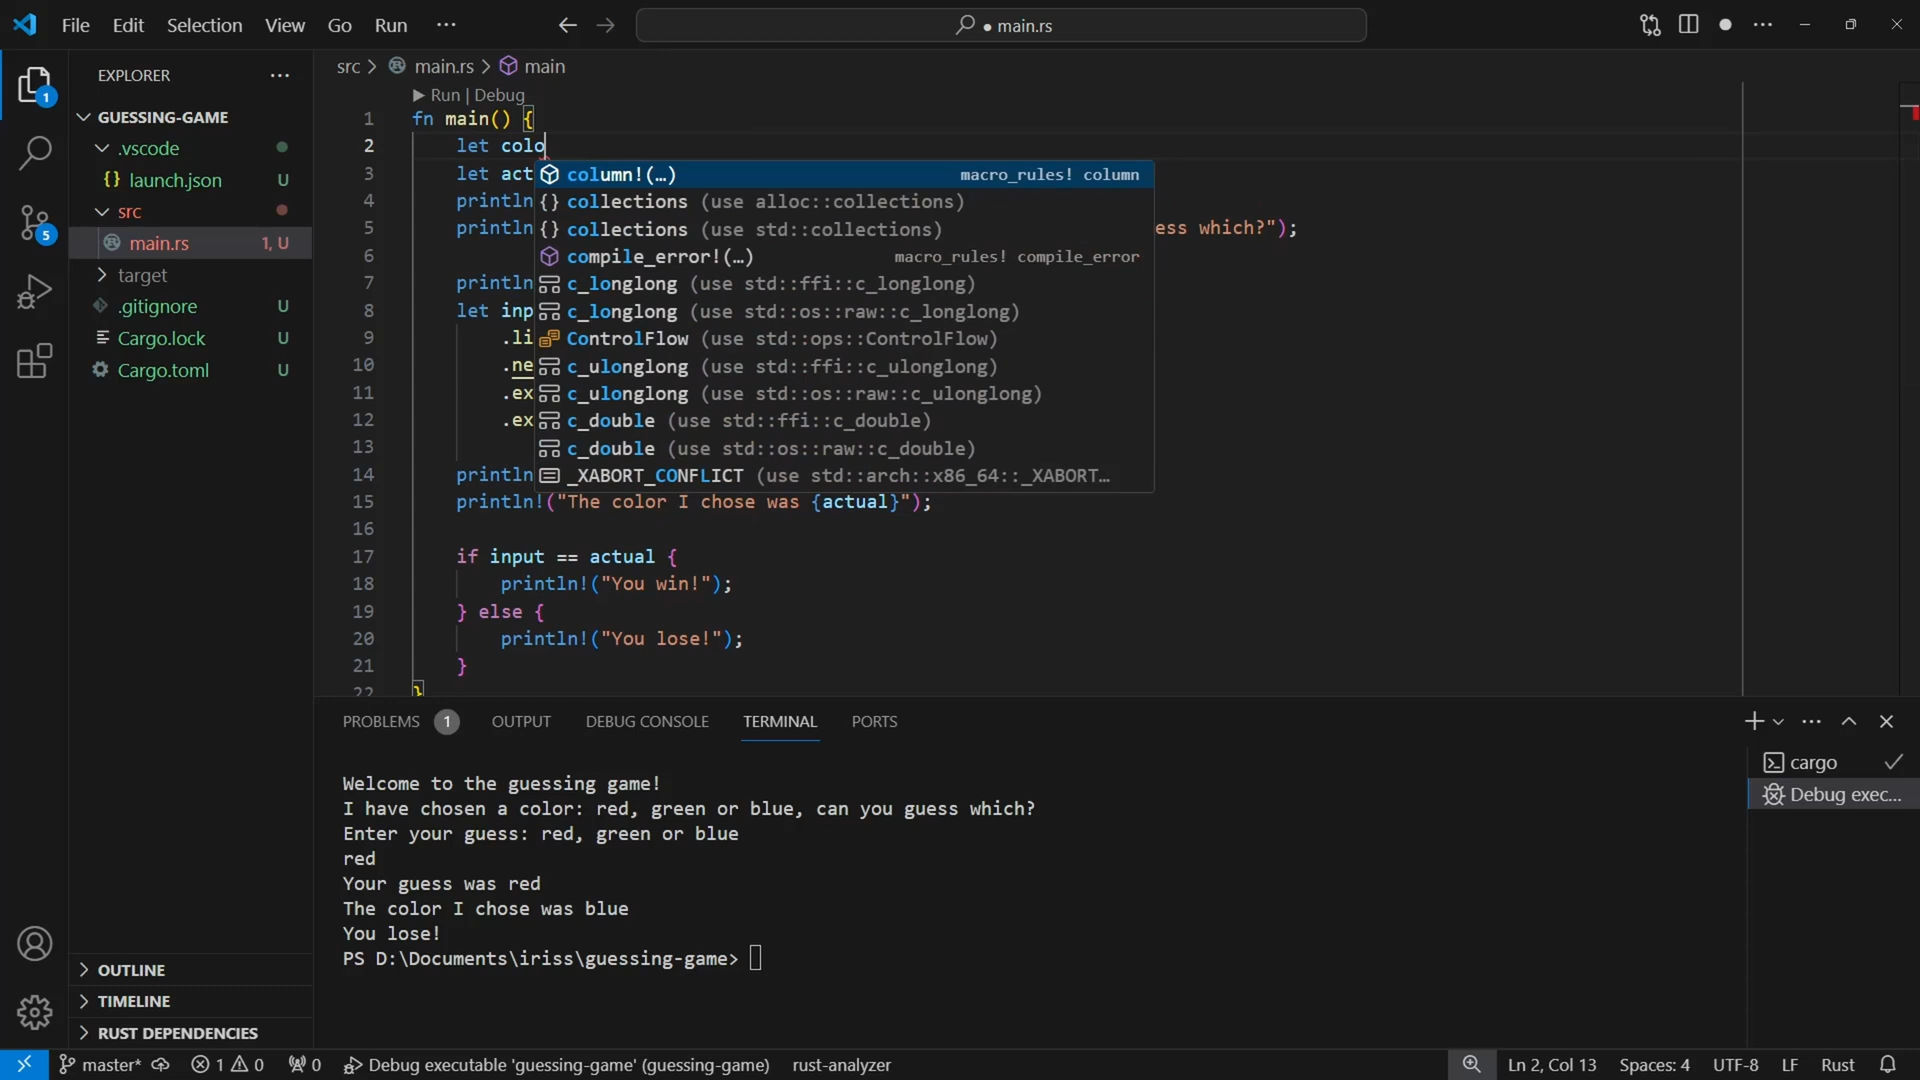 File Edit Selection View Go Run ···
● main.rs
EXPLORER ···
GUESSING-GAME
.vscode
{} launch.json U
src
main.rs 1, U
target
.gitignore U
Cargo.lock U
Cargo.toml U
OUTLINE
TIMELINE
RUST DEPENDENCIES
1
5
src > main.rs > main
Run | Debug
1 fn main() {
2 let colo
3 let act
4 println
5 println ess which?");
6
7 println
8 let inp
9 .li
10 .ne
11 .ex
12 .ex
13
14 println
15 println!("The color I chose was {actual}");
16
17 if input == actual {
18 println!("You win!");
19 } else {
20 println!("You lose!");
21 }
22 }
column!(…) macro_rules! column
{} collections (use alloc::collections)
{} collections (use std::collections)
compile_error!(…) macro_rules! compile_error
c_longlong (use std::ffi::c_longlong)
c_longlong (use std::os::raw::c_longlong)
ControlFlow (use std::ops::ControlFlow)
c_ulonglong (use std::ffi::c_ulonglong)
c_ulonglong (use std::os::raw::c_ulonglong)
c_double (use std::ffi::c_double)
c_double (use std::os::raw::c_double)
_XABORT_CONFLICT (use std::arch::x86_64::_XABORT…
PROBLEMS 1 OUTPUT DEBUG CONSOLE TERMINAL PORTS
Welcome to the guessing game!
I have chosen a color: red, green or blue, can you guess which?
Enter your guess: red, green or blue
red
Your guess was red
The color I chose was blue
You lose!
PS D:\Documents\iriss\guessing-game>
cargo
Debug exec...
master* 1 0 0 Debug executable 'guessing-game' (guessing-game) rust-analyzer Ln 2, Col 13 Spaces: 4 UTF-8 LF Rust